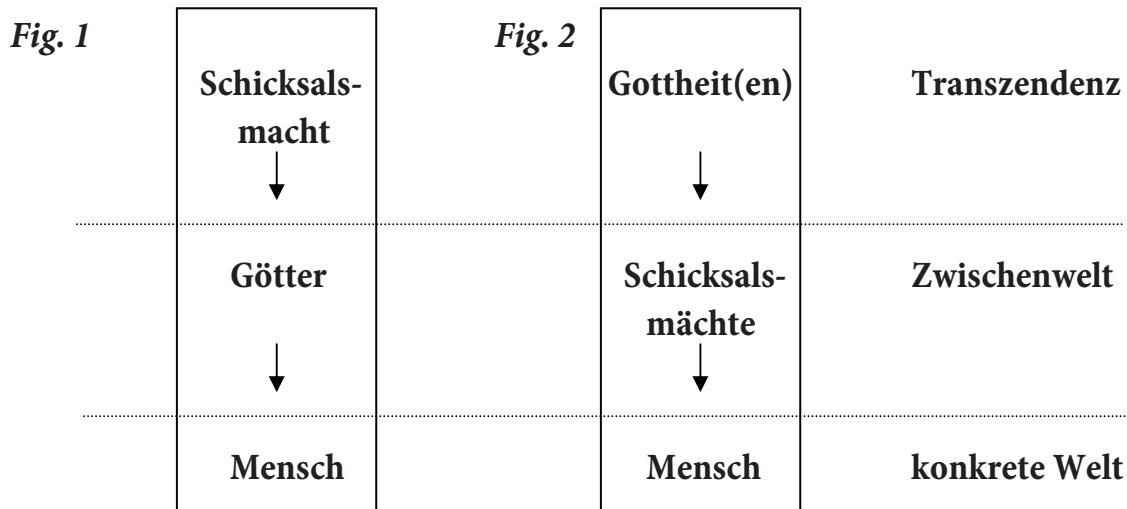 Fig. 1
Schicksals-
macht
Götter
Mensch
Fig. 2
Gottheit(en)
Schicksals-
mächte
Mensch
Transzendenz
Zwischenwelt
konkrete Welt